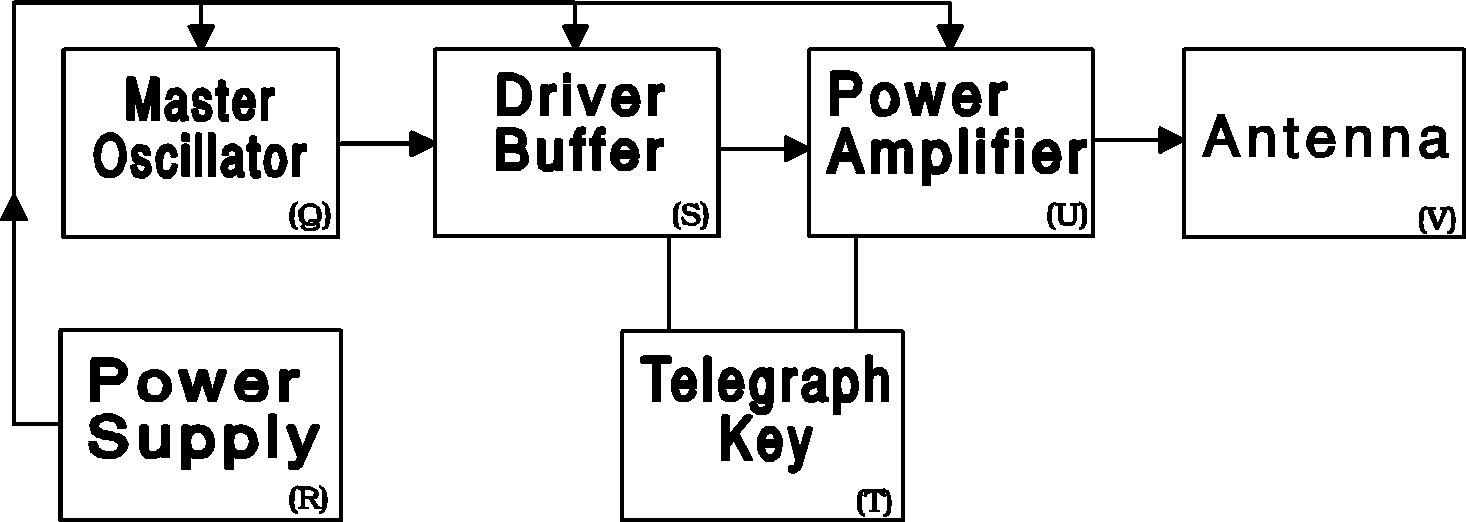 Master
Oscillator
(Q)
Driver
Buffer
(S)
Power
Amplifier
(U)
Antenna
(V)
Power
Supply
(R)
Telegraph
Key
(T)